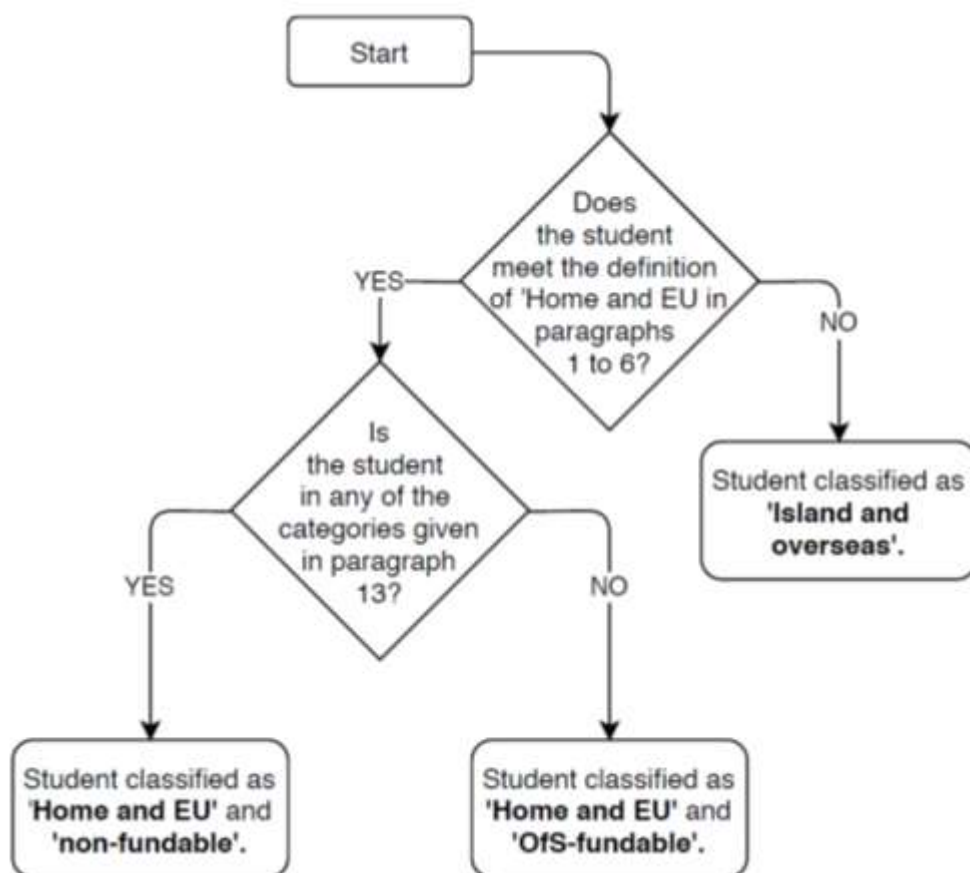 Start
Does
the student
meet the definition
of 'Home and EU in
paragraphs
1 to 6?
YES
NO
Is
the student
in any of the
categories given
in paragraph
13?
Student classified as
'Island and
overseas'.
YES
NO
Student classified as
'Home and EU' and
'non-fundable'.
Student classified as
'Home and EU' and
'OfS-fundable'.